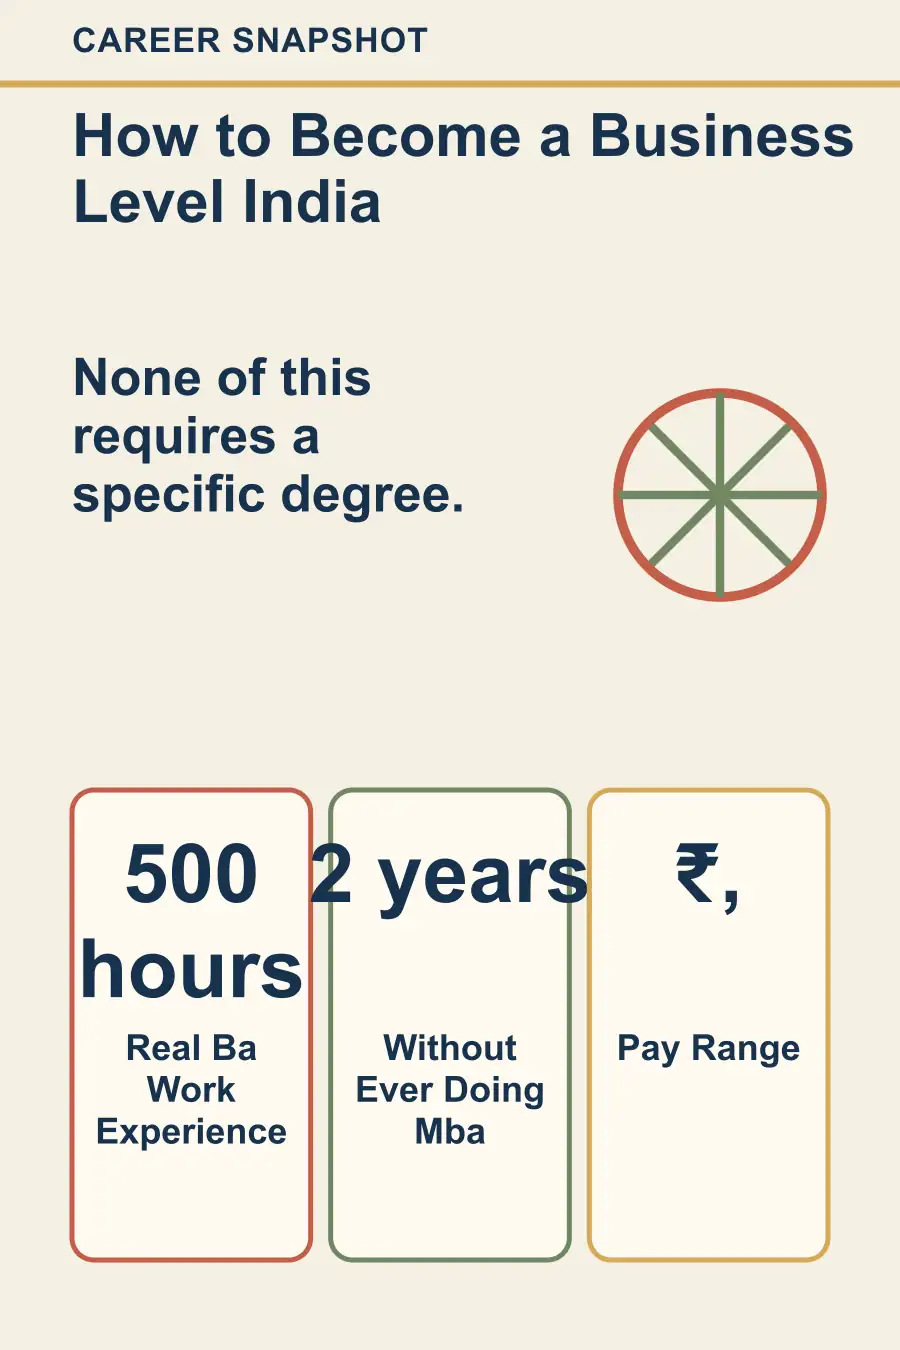 CAREER SNAPSHOT
How to Become a Business
Level India
None of this
requires a
specific degree.
500
hours
Real Ba
Work
Experience
2 years
Without
Ever Doing
Mba
₹,
Pay Range